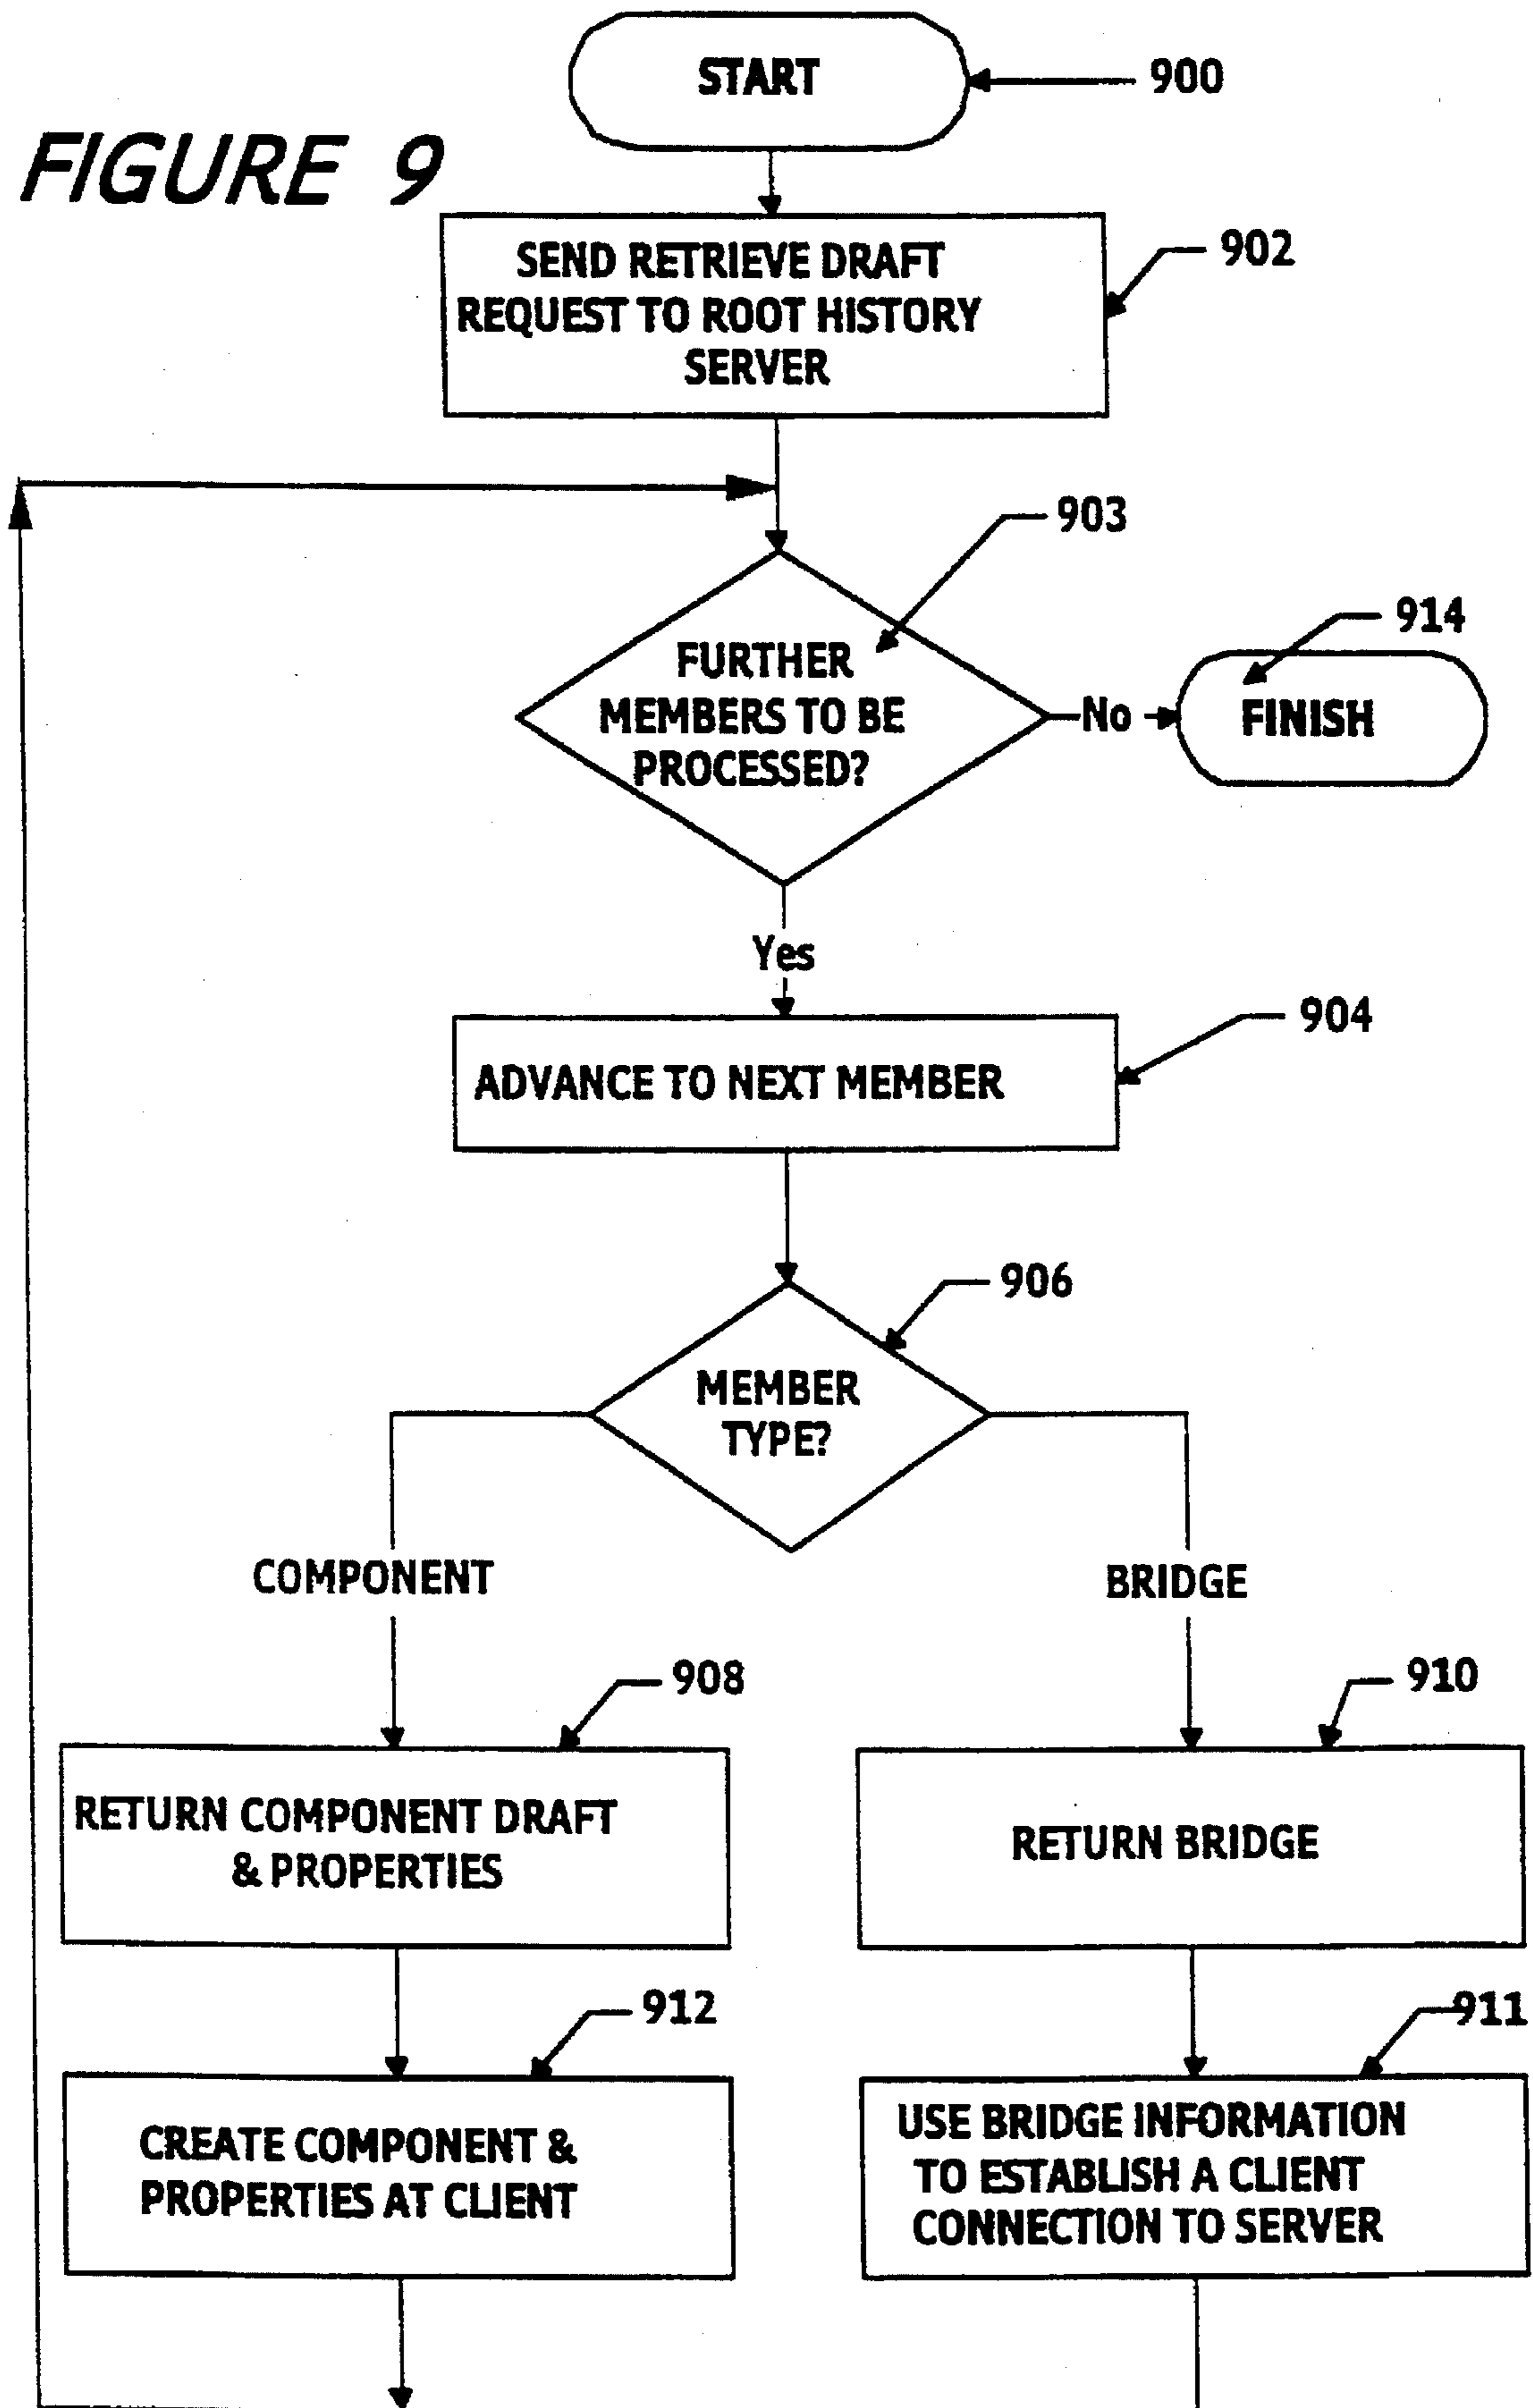 START
900
FIGURE 9
SEND RETRIEVE DRAFT
REQUEST TO ROOT HISTORY
SERVER
902
903
FURTHER
MEMBERS TO BE
PROCESSED?
No
914
FINISH
Yes
904
ADVANCE TO NEXT MEMBER
906
MEMBER
TYPE?
COMPONENT
BRIDGE
908
910
RETURN COMPONENT DRAFT
& PROPERTIES
RETURN BRIDGE
912
911
CREATE COMPONENT &
PROPERTIES AT CLIENT
USE BRIDGE INFORMATION
TO ESTABLISH A CLIENT
CONNECTION TO SERVER